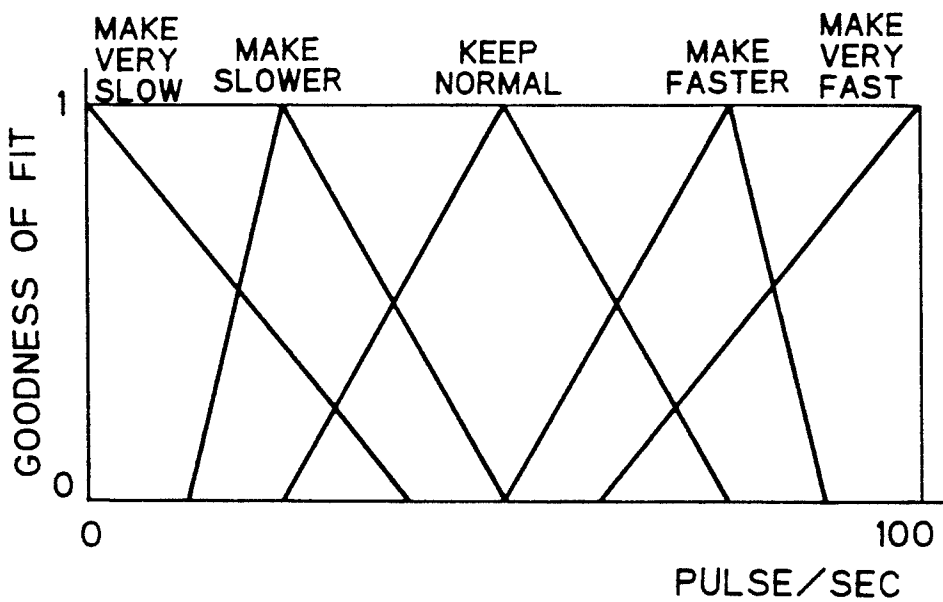 MAKE
VERY
SLOW
MAKE
SLOWER
KEEP
NORMAL
MAKE
FASTER
MAKE
VERY
FAST
1
GOODNESS OF FIT
0
0
100
PULSE/SEC